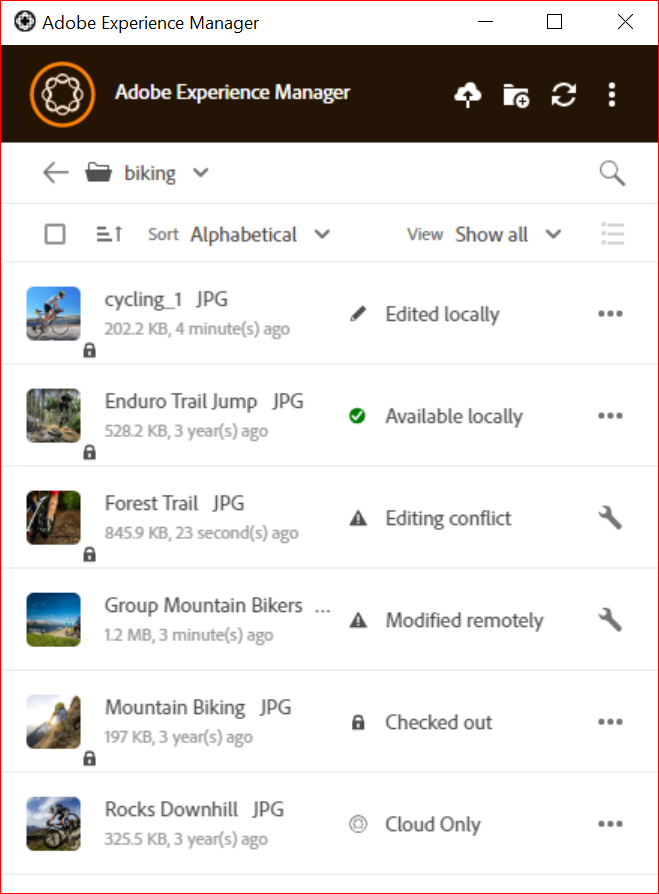 Adobe Experience Manager
Adobe Experience Manager
biking
Sort Alphabetical View Show all
cycling_1 JPG
202.2 KB, 4 minute(s) ago
Edited locally
Enduro Trail Jump JPG
528.2 KB, 3 year(s) ago
Available locally
Forest Trail JPG
845.9 KB, 23 second(s) ago
Editing conflict
Group Mountain Bikers ...
1.2 MB, 3 minute(s) ago
Modified remotely
Mountain Biking JPG
197 KB, 3 year(s) ago
Checked out
Rocks Downhill JPG
325.5 KB, 3 year(s) ago
Cloud Only